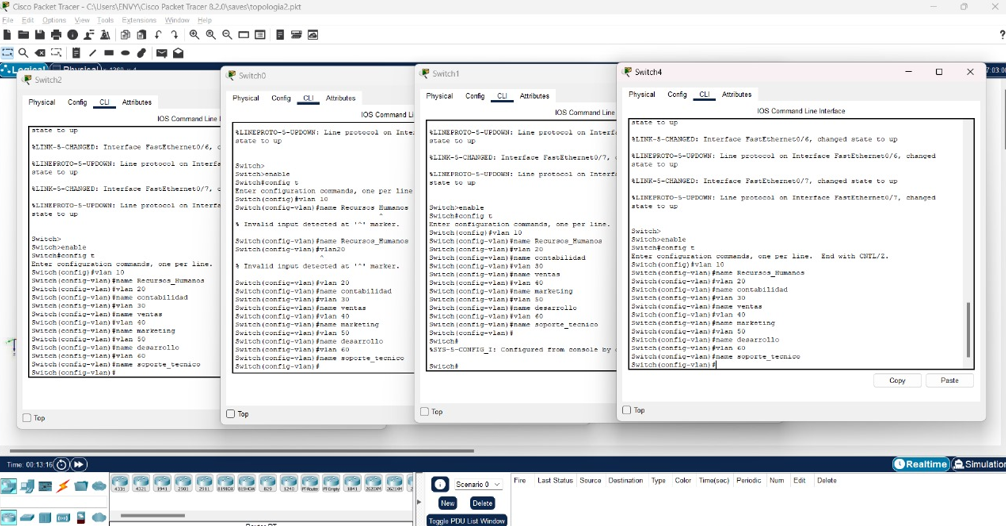 Cisco Packet Tracer - C:\Users\ENVY\Cisco Packet Tracer 8.2.0\saves\topologia2.pkt
File Edit Options View Tools Extensions Window Help
Logical
Physical
Switch2
Physical Config CLI Attributes
IOS Command Line I
state to up
%LINK-5-CHANGED: Interface FastEthernet0/6, c
%LINEPROTO-5-UPDOWN: Line protocol on Interfa
state to up
%LINK-5-CHANGED: Interface FastEthernet0/7, c
%LINEPROTO-5-UPDOWN: Line protocol on Interfa
state to up
Switch>
Switch>enable
Switch#config t
Enter configuration commands, one per line.
Switch(config)#vlan 10
Switch(config-vlan)#name Recursos_Humanos
Switch(config-vlan)#vlan 20
Switch(config-vlan)#name contabilidad
Switch(config-vlan)#vlan 30
Switch(config-vlan)#name ventas
Switch(config-vlan)#vlan 40
Switch(config-vlan)#name marketing
Switch(config-vlan)#vlan 50
Switch(config-vlan)#name desarrollo
Switch(config-vlan)#vlan 60
Switch(config-vlan)#name soporte_tecnico
Switch(config-vlan)#
Top
Switch0
Physical Config CLI Attributes
IOS Command Li
%LINEPROTO-5-UPDOWN: Line protocol on Inte
state to up
Switch>
Switch>enable
Switch#config t
Enter configuration commands, one per line
Switch(config)#vlan 10
Switch(config-vlan)#name Recursos Humanos
^
% Invalid input detected at '^' marker.
Switch(config-vlan)#name Recursos_Humanos
Switch(config-vlan)#vlan20
^
% Invalid input detected at '^' marker.
Switch(config-vlan)#vlan 20
Switch(config-vlan)#name contabilidad
Switch(config-vlan)#vlan 30
Switch(config-vlan)#name ventas
Switch(config-vlan)#vlan 40
Switch(config-vlan)#name marketing
Switch(config-vlan)#vlan 50
Switch(config-vlan)#name desarrollo
Switch(config-vlan)#vlan 60
Switch(config-vlan)#name soporte_tecnico
Switch(config-vlan)#
Top
Switch1
Physical Config CLI Attributes
IOS Command Line
%LINEPROTO-5-UPDOWN: Line protocol on Inter
state to up
%LINK-5-CHANGED: Interface FastEthernet0/7,
%LINEPROTO-5-UPDOWN: Line protocol on Inter
state to up
Switch>enable
Switch#config t
Enter configuration commands, one per line.
Switch(config)#vlan 10
Switch(config-vlan)#name Recursos_Humanos
Switch(config-vlan)#vlan 20
Switch(config-vlan)#name contabilidad
Switch(config-vlan)#vlan 30
Switch(config-vlan)#name ventas
Switch(config-vlan)#vlan 40
Switch(config-vlan)#name marketing
Switch(config-vlan)#vlan 50
Switch(config-vlan)#name desarrollo
Switch(config-vlan)#vlan 60
Switch(config-vlan)#name soporte_tecnico
Switch(config-vlan)#
Switch#
%SYS-5-CONFIG_I: Configured from console by
Switch#
Top
Switch4
Physical Config CLI Attributes
IOS Command Line Interface
state to up
%LINK-5-CHANGED: Interface FastEthernet0/6, changed state to up
%LINEPROTO-5-UPDOWN: Line protocol on Interface FastEthernet0/6, changed
state to up
%LINK-5-CHANGED: Interface FastEthernet0/7, changed state to up
%LINEPROTO-5-UPDOWN: Line protocol on Interface FastEthernet0/7, changed
state to up
Switch>
Switch>enable
Switch#config t
Enter configuration commands, one per line. End with CNTL/Z.
Switch(config)#vlan 10
Switch(config-vlan)#name Recursos_Humanos
Switch(config-vlan)#vlan 20
Switch(config-vlan)#name contabilidad
Switch(config-vlan)#vlan 30
Switch(config-vlan)#name ventas
Switch(config-vlan)#vlan 40
Switch(config-vlan)#name marketing
Switch(config-vlan)#vlan 50
Switch(config-vlan)#name desarrollo
Switch(config-vlan)#vlan 60
Switch(config-vlan)#name soporte_tecnico
Switch(config-vlan)#
Copy Paste
Top
Time: 00:13:16
Realtime Simulation
4331 4321 1941 2901 2911 819IOX 819HGW 829 1240 PT-Router PT-Empty 1841 2620XM 2621XM
Scenario 0
New Delete
Toggle PDU List Window
Fire Last Status Source Destination Type Color Time(sec) Periodic Num Edit Delete